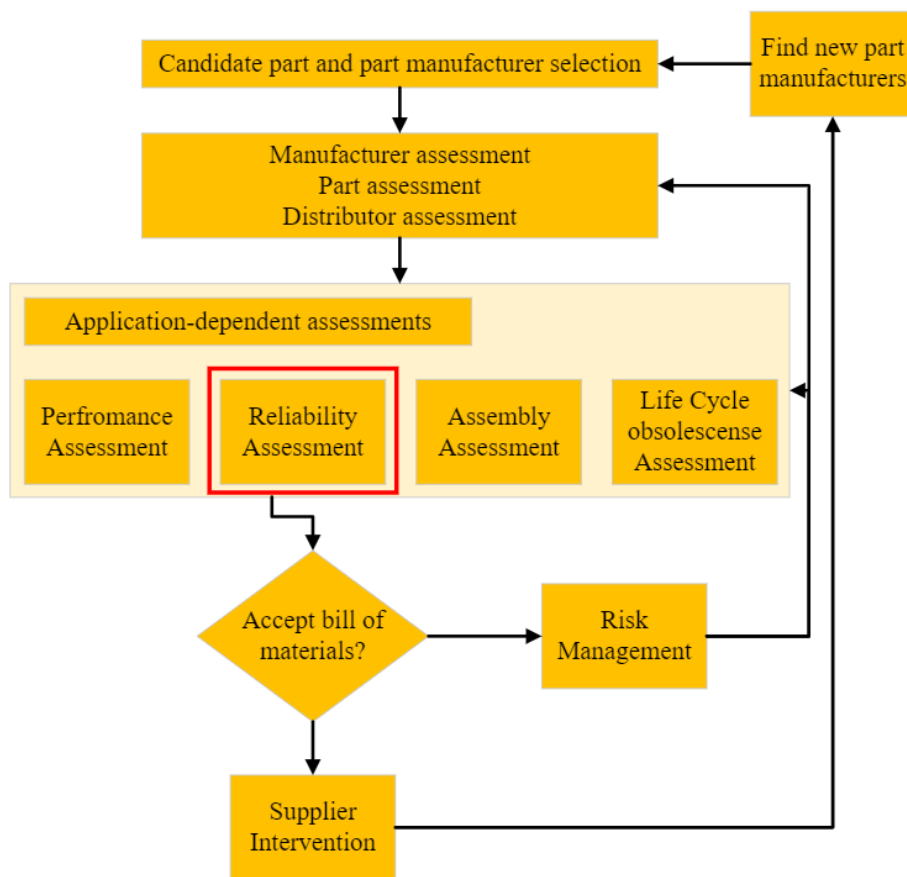 Find new part
manufacturers
Candidate part and part manufacturer selection
Manufacturer assessment
Part assessment
Distributor assessment
Application-dependent assessments
Perfromance
Assessment
Reliability
Assessment
Assembly
Assessment
Life Cycle
obsolescense
Assessment
Accept bill of
materials?
Risk
Management
Supplier
Intervention